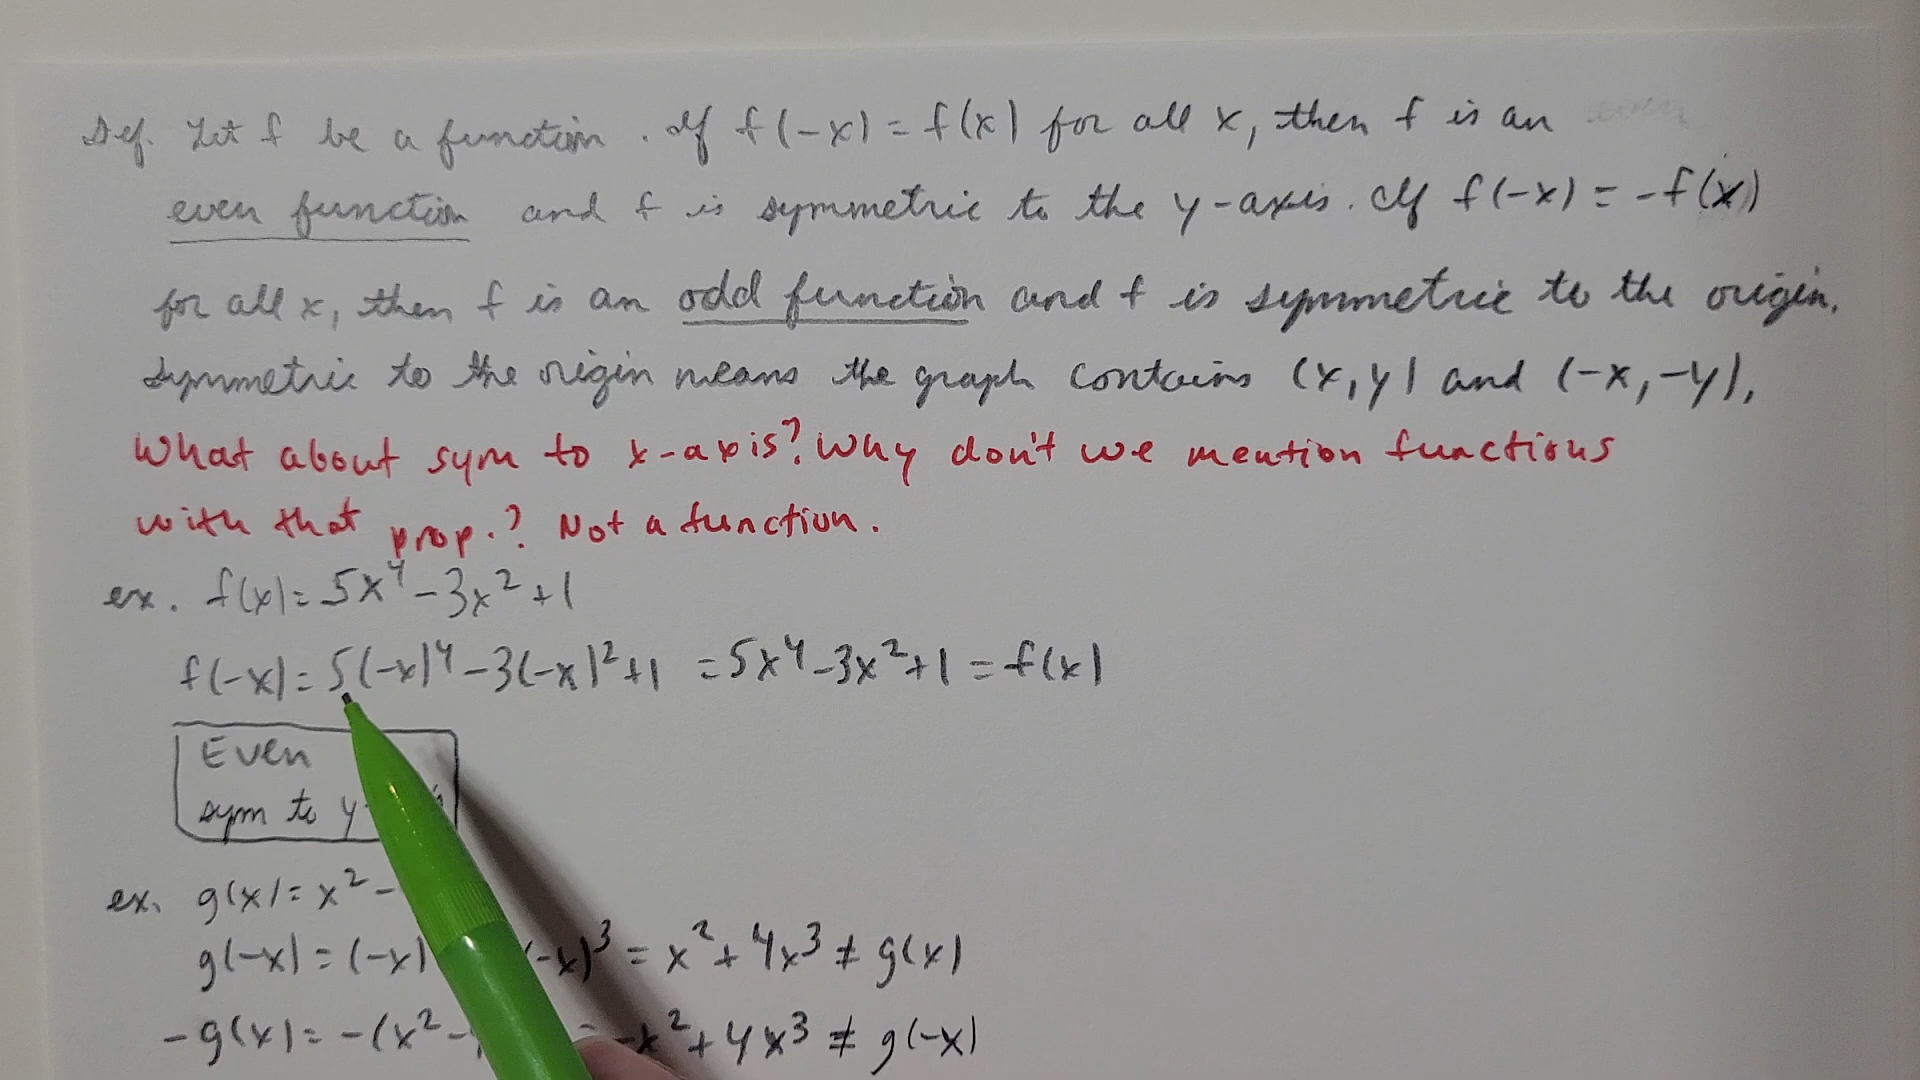 Def. Let f be a function. If f(-x) = f(x) for all x, then f is an even
even function and f is symmetric to the y-axis. If f(-x) = -f(x)
for all x, then f is an odd function and f is symmetric to the origin.
Symmetric to the origin means the graph contains (x,y) and (-x,-y).
What about sym to x-axis? Why don't we mention functions
with that prop.? Not a function.
ex. f(x) = 5x⁴ - 3x² + 1
f(-x) = 5(-x)⁴ - 3(-x)² + 1 = 5x⁴ - 3x² + 1 = f(x)
Even
sym to y-
ex. g(x) = x² -
g(-x) = (-x) (-x)³ = x² + 4x³ ≠ g(x)
-g(x) = -(x² - = -x² + 4x³ ≠ g(-x)